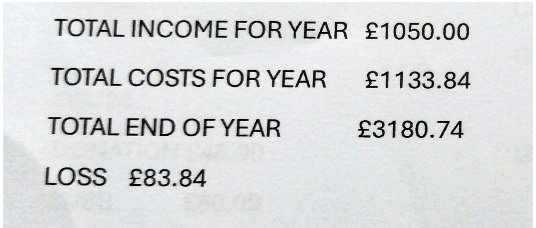 TOTAL INCOME FOR YEAR £1050.00
TOTAL COSTS FOR YEAR £1133.84
TOTAL END OF YEAR £3180.74
LOSS £83.84